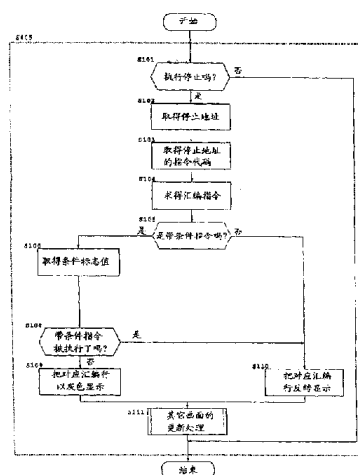 开始
S405
S101
执行停止吗?
否
是
S102
取得停止地址
S103
取得停止地址
的指令代码
S104
求得汇编指令
S105
是带条件指令吗?
是
否
取得条件标志值
带条件指令
被执行了吗?
是
否
把对应汇编行
以灰色显示
S110
把对应汇编
行反转显示
S111
其它画面的
更新处理
结束